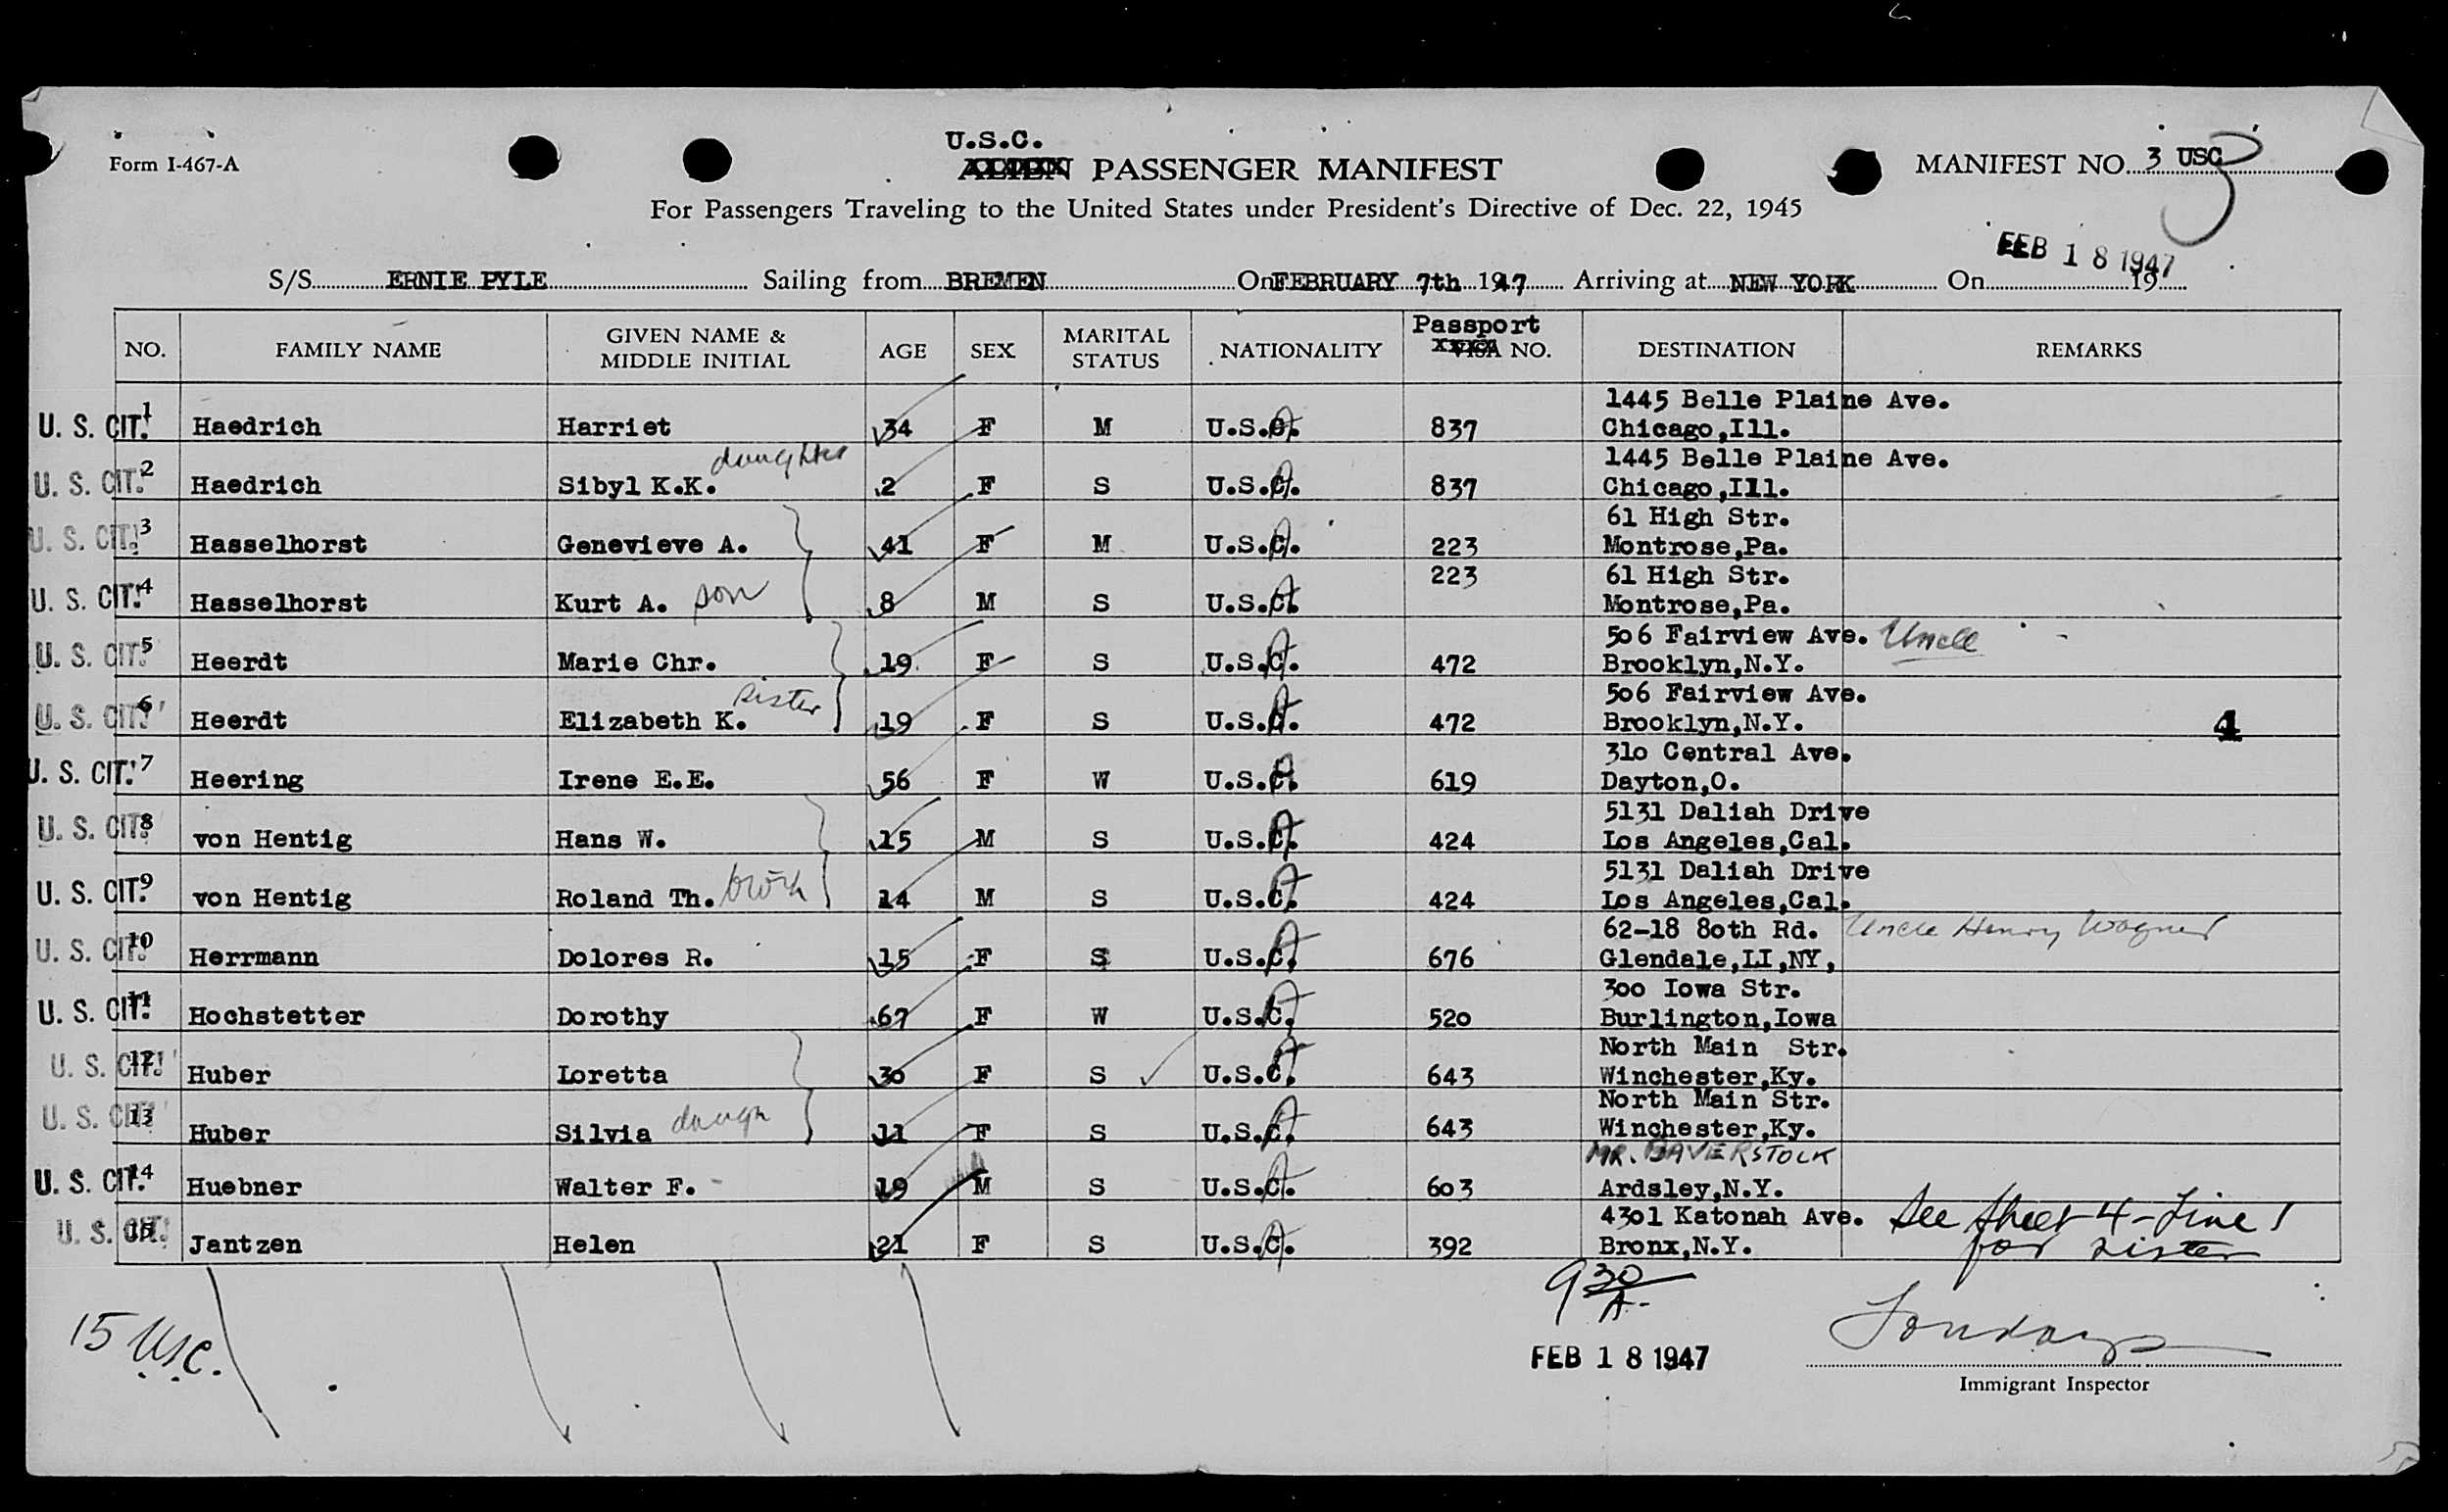 Form I-467-A
U.S.C.
ALIEN PASSENGER MANIFEST
MANIFEST NO. 3 USC 3
For Passengers Traveling to the United States under President's Directive of Dec. 22, 1945
FEB 18 1947
S/S ERNIE PYLE Sailing from BREMEN On FEBRUARY 7th 1947 Arriving at NEW YORK On 19
NO. FAMILY NAME GIVEN NAME & MIDDLE INITIAL AGE SEX MARITAL STATUS NATIONALITY Passport VISA NO. DESTINATION REMARKS
U. S. CIT. 1 Haedrich Harriet 34 F M U.S.C. 837 1445 Belle Plaine Ave. Chicago,Ill.
U. S. CIT. 2 Haedrich Sibyl K.K. daughter 2 F S U.S.C. 837 1445 Belle Plaine Ave. Chicago,Ill.
U. S. CIT. 3 Hasselhorst Genevieve A. 41 F M U.S.C. 223 61 High Str. Montrose,Pa.
U. S. CIT. 4 Hasselhorst Kurt A. son 8 M S U.S.C. 223 61 High Str. Montrose,Pa.
U. S. CIT. 5 Heerdt Marie Chr. 19 F S U.S.C. 472 506 Fairview Ave. Brooklyn,N.Y. Uncle
U. S. CIT. 6 Heerdt Elizabeth K. sister 19 F S U.S.C. 472 506 Fairview Ave. Brooklyn,N.Y. 4
U. S. CIT. 7 Heering Irene E.E. 56 F W U.S.C. 619 310 Central Ave. Dayton,O.
U. S. CIT. 8 von Hentig Hans W. 15 M S U.S.C. 424 5131 Daliah Drive Los Angeles,Cal.
U. S. CIT. 9 von Hentig Roland Th. broth 14 M S U.S.C. 424 5131 Daliah Drive Los Angeles,Cal.
U. S. CIT. 10 Herrmann Dolores R. 15 F S U.S.C. 676 62-18 80th Rd. Glendale,LI,NY, Uncle Henry Wagner
U. S. CIT. 11 Hochstetter Dorothy 67 F W U.S.C. 520 300 Iowa Str. Burlington,Iowa
U. S. CIT. 12 Huber Loretta 30 F S U.S.C. 643 North Main Str. Winchester,Ky.
U. S. CIT. 13 Huber Silvia daugh 11 F S U.S.C. 643 North Main Str. Winchester,Ky.
U. S. CIT. 14 Huebner Walter F. 19 M S U.S.C. 603 MR. BAVERSTOCK Ardsley,N.Y.
U. S. CIT. 15 Jantzen Helen 21 F S U.S.C. 392 4301 Katonah Ave. Bronx,N.Y. See Sheet 4 - Line 1 for sister
15 USC.
9 30 A.
FEB 18 1947
Immigrant Inspector